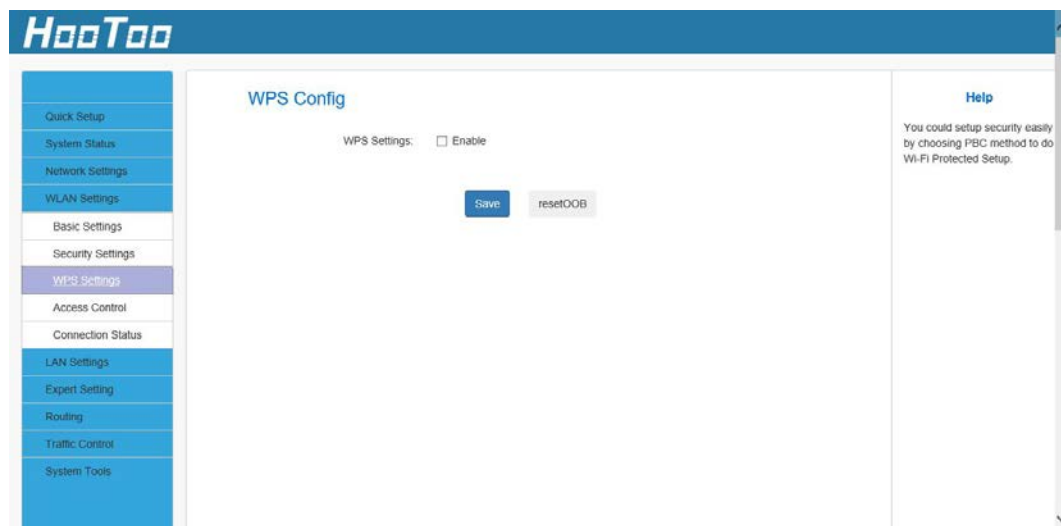 HooToo
Quick Setup
System Status
Network Settings
WLAN Settings
Basic Settings
Security Settings
WPS Settings
Access Control
Connection Status
LAN Settings
Expert Setting
Routing
Traffic Control
System Tools
WPS Config
WPS Settings: Enable
Save resetOOB
Help
You could setup security easily
by choosing PBC method to do
Wi-Fi Protected Setup.